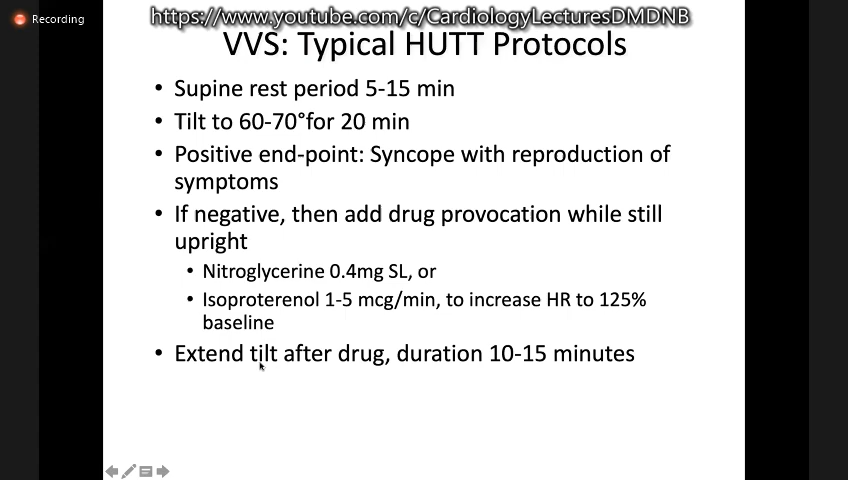 Recording
https://www.youtube.com/c/CardiologyLecturesDMDNB
VVS: Typical HUTT Protocols
• Supine rest period 5-15 min
• Tilt to 60-70°for 20 min
• Positive end-point: Syncope with reproduction of
symptoms
• If negative, then add drug provocation while still
upright
• Nitroglycerine 0.4mg SL, or
• Isoproterenol 1-5 mcg/min, to increase HR to 125%
baseline
• Extend tilt after drug, duration 10-15 minutes